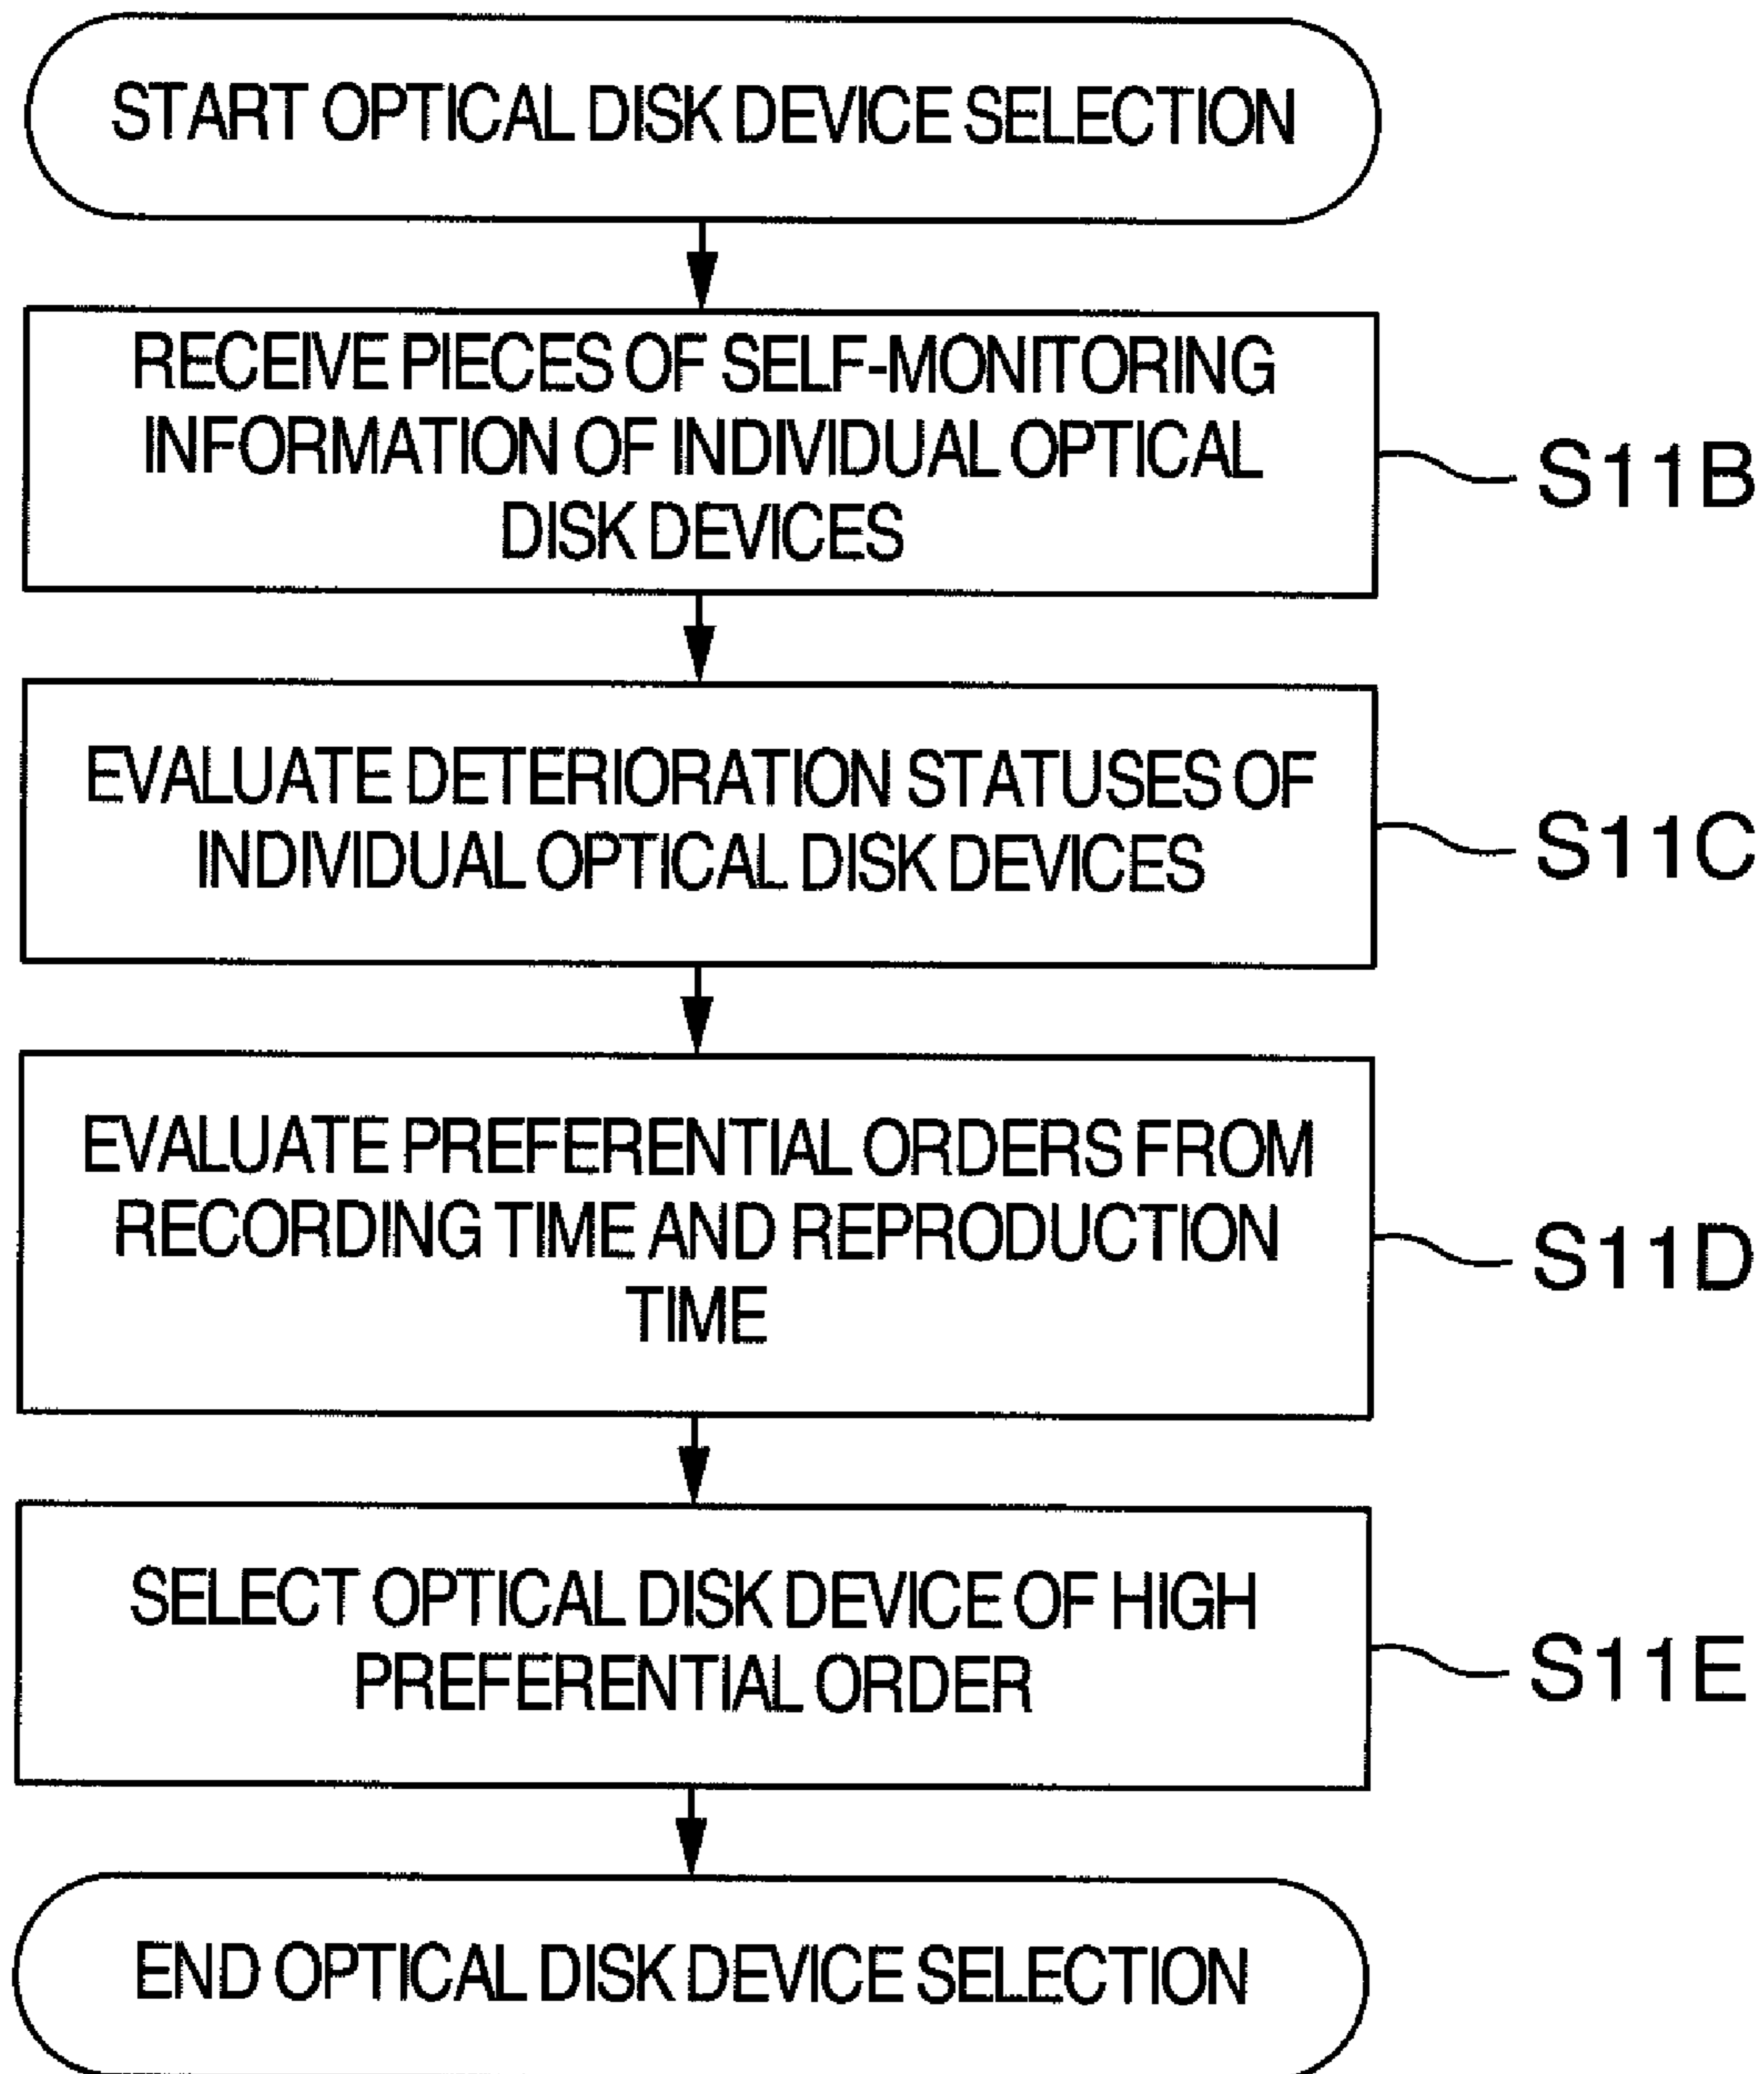 START OPTICAL DISK DEVICE SELECTION
RECEIVE PIECES OF SELF-MONITORING
INFORMATION OF INDIVIDUAL OPTICAL
DISK DEVICES
S11B
EVALUATE DETERIORATION STATUSES OF
INDIVIDUAL OPTICAL DISK DEVICES
S11C
EVALUATE PREFERENTIAL ORDERS FROM
RECORDING TIME AND REPRODUCTION
TIME
S11D
SELECT OPTICAL DISK DEVICE OF HIGH
PREFERENTIAL ORDER
S11E
END OPTICAL DISK DEVICE SELECTION